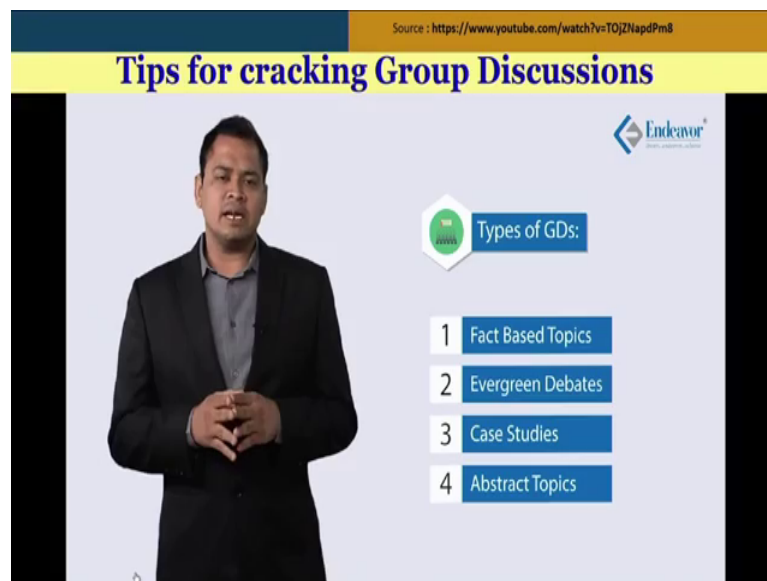 Source : https://www.youtube.com/watch?v=TOjZNapdPm8
Tips for cracking Group Discussions
Endeavor
Types of GDs:
1 Fact Based Topics
2 Evergreen Debates
3 Case Studies
4 Abstract Topics